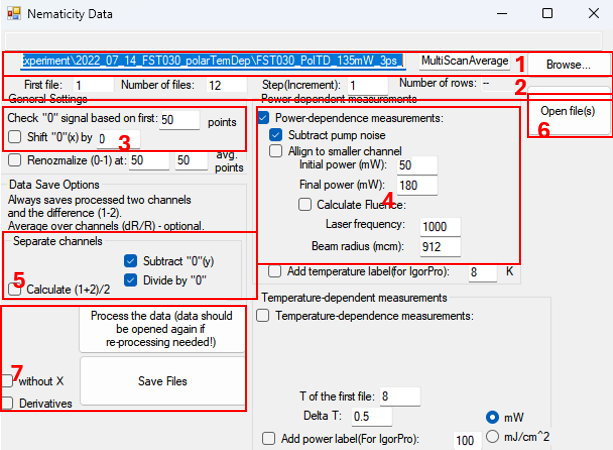 Nematicity Data
xperiment\2022_07_14_FST030_polarTemDep\FST030_PolTD_135mW_3ps_ MultiScanAverage 1 Browse...
First file: 1 Number of files: 12 Step(Increment): 1 Number of rows: -- 2
General Settings
Check "0" signal based on first: 50 points
Shift "0"(x) by 0 3
Renozmalize (0-1) at: 50 50 avg. points
Power dependent measurements
Power-dependence measurements:
Subtract pump noise
Allign to smaller channel
Initial power (mW): 50
Final power (mW): 180
Calculate Fluence: 4
Laser frequency: 1000
Beam radius (mcm): 912
Open file(s)
6
Data Save Options
Always saves processed two channels
and the difference (1-2).
Average over channels (dR/R) - optional.
Separate channels
Subtract "0"(y)
5 Divide by "0"
Calculate (1+2)/2
Add temperature label(for IgorPro): 8 K
Process the data (data should
be opened again if
re-processing needed!)
7
without X Save Files
Derivatives
Temperature-dependent measurements
Temperature-dependence measurements:
T of the first file: 8
Delta T: 0.5
mW
Add power label(For IgorPro): 100 mJ/cm^2